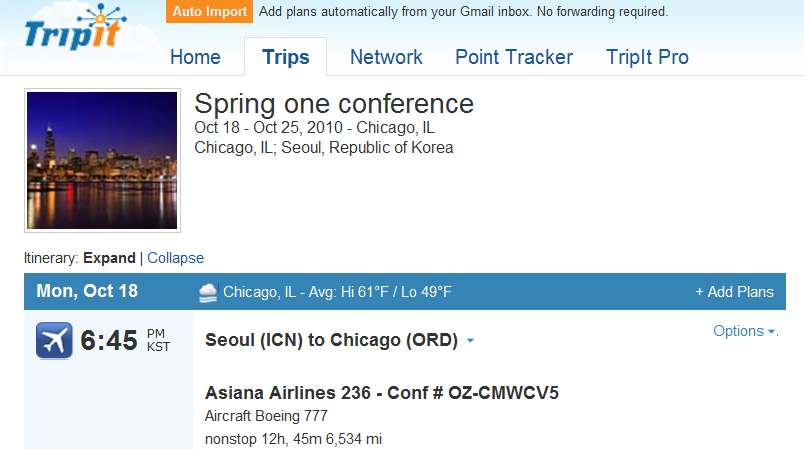 TripIt
Auto Import Add plans automatically from your Gmail inbox. No forwarding required.
Home Trips Network Point Tracker TripIt Pro
Spring one conference
Oct 18 - Oct 25, 2010 - Chicago, IL
Chicago, IL; Seoul, Republic of Korea
Itinerary: Expand | Collapse
Mon, Oct 18 Chicago, IL - Avg: Hi 61°F / Lo 49°F + Add Plans
6:45 PM KST Seoul (ICN) to Chicago (ORD) Options
Asiana Airlines 236 - Conf # OZ-CMWCV5
Aircraft Boeing 777
nonstop 12h, 45m 6,534 mi